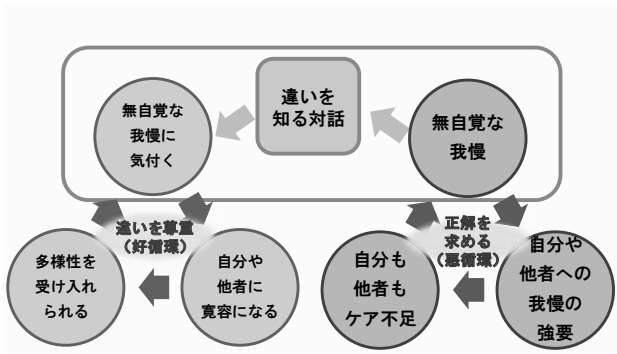 違いを
知る対話
無自覚な
我慢に
気付く
無自覚な
我慢
違いを尊重
（好循環）
正解を
求める
（悪循環）
多様性を
受け入れ
られる
自分や
他者に
寛容になる
自分も
他者も
ケア不足
自分や
他者への
我慢の
強要